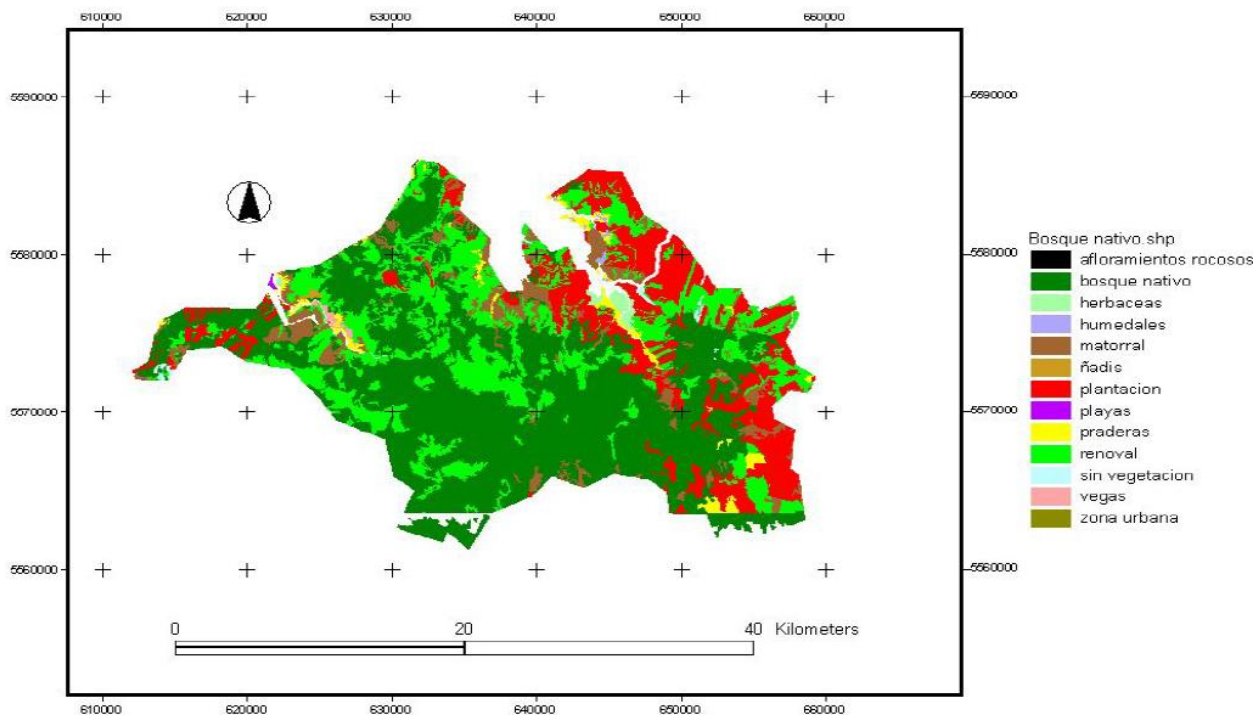 610000 620000 630000 640000 650000 660000
5590000 5590000
5580000 5580000
5570000 5570000
5560000 5560000
Bosque nativo.shp
afloramientos rocosos
bosque nativo
herbaceas
humedales
matorral
ñadis
plantacion
playas
praderas
renoval
sin vegetacion
vegas
zona urbana
0 20 40 Kilometers
610000 620000 630000 640000 650000 660000